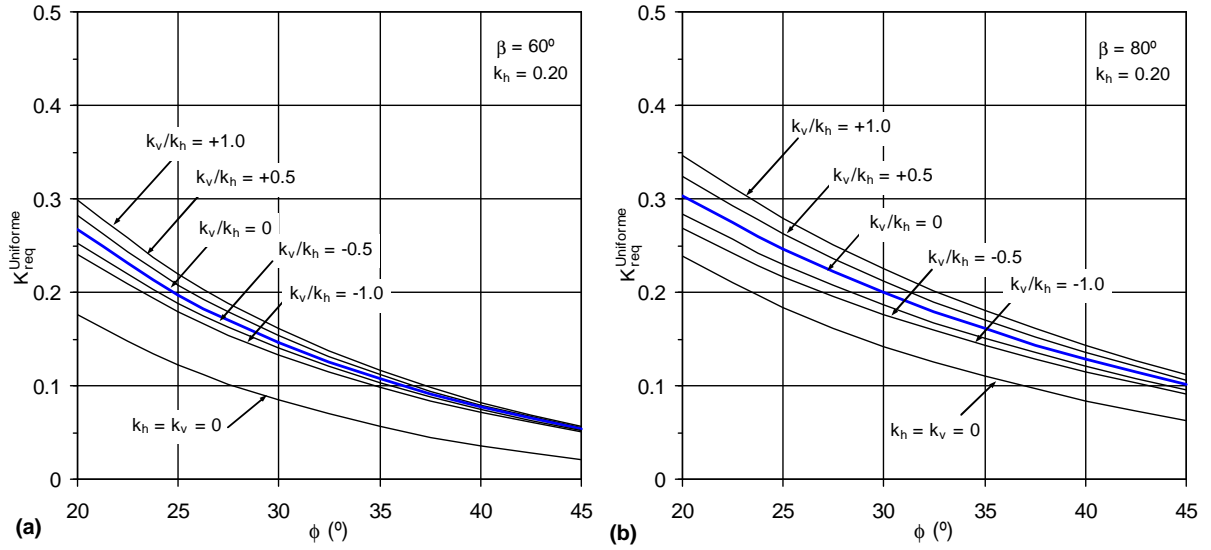 0.5
0.4
0.3
0.2
0.1
0
K_req^Uniforme
β = 60º
k_h = 0.20
k_v/k_h = +1.0
k_v/k_h = +0.5
k_v/k_h = 0
k_v/k_h = -0.5
k_v/k_h = -1.0
k_h = k_v = 0
20 25 30 35 40 45
(a)
ϕ (º)
0.5
0.4
0.3
0.2
0.1
0
K_req^Uniforme
β = 80º
k_h = 0.20
k_v/k_h = +1.0
k_v/k_h = +0.5
k_v/k_h = 0
k_v/k_h = -0.5
k_v/k_h = -1.0
k_h = k_v = 0
20 25 30 35 40 45
(b)
ϕ (º)